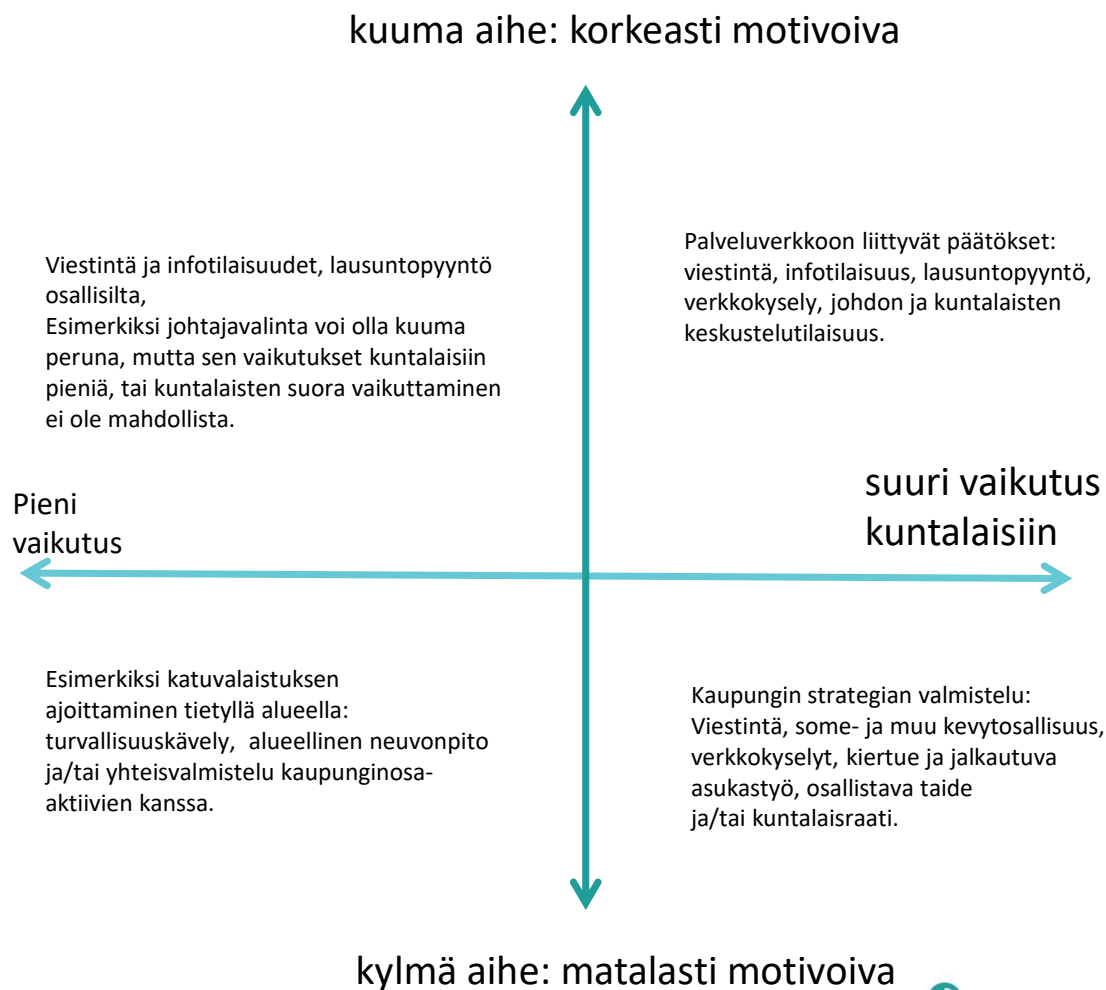 kuuma aihe: korkeasti motivoiva
Viestintä ja infotilaisuudet, lausuntopyyntö
osallisilta,
Esimerkiksi johtajavalinta voi olla kuuma
peruna, mutta sen vaikutukset kuntalaisiin
pieniä, tai kuntalaisten suora vaikuttaminen
ei ole mahdollista.
Palveluverkkoon liittyvät päätökset:
viestintä, infotilaisuus, lausuntopyyntö,
verkkokysely, johdon ja kuntalaisten
keskustelutilaisuus.
Pieni
vaikutus
suuri vaikutus
kuntalaisiin
Esimerkiksi katuvalaistuksen
ajoittaminen tietyllä alueella:
turvallisuuskävely,  alueellinen neuvonpito
ja/tai yhteisvalmistelu kaupunginosa-
aktiivien kanssa.
Kaupungin strategian valmistelu:
Viestintä, some- ja muu kevytosallisuus,
verkkokyselyt, kiertue ja jalkautuva
asukastyö, osallistava taide
ja/tai kuntalaisraati.
kylmä aihe: matalasti motivoiva